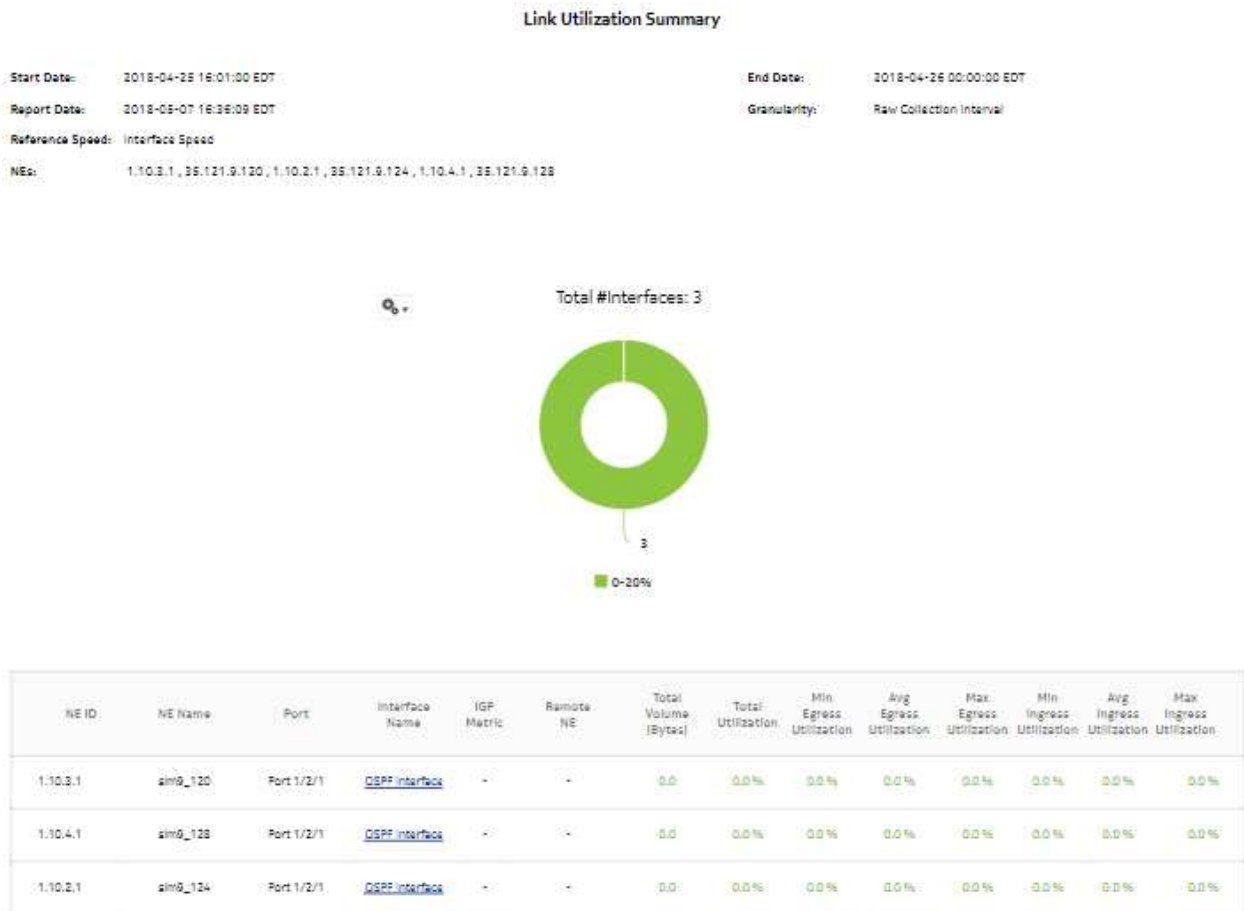 Link Utilization Summary
Start Date: 2018-04-25 16:01:00 EDT End Date: 2018-04-26 00:00:00 EDT
Report Date: 2018-05-07 16:36:09 EDT Granularity: Raw Collection Interval
Reference Speed: Interface Speed
NEs: 1.10.3.1 , 35.121.9.120 , 1.10.2.1 , 35.121.9.124 , 1.10.4.1 , 35.121.9.128
Total #Interfaces: 3
3
0-20%
NE ID NE Name Port Interface Name IGP Metric Remote NE Total Volume (Bytes) Total Utilization Min Egress Utilization Avg Egress Utilization Max Egress Utilization Min Ingress Utilization Avg Ingress Utilization Max Ingress Utilization
1.10.3.1 sim9_120 Port 1/2/1 OSPF Interface - - 0.0 0.0 % 0.0 % 0.0 % 0.0 % 0.0 % 0.0 % 0.0 %
1.10.4.1 sim9_128 Port 1/2/1 OSPF Interface - - 0.0 0.0 % 0.0 % 0.0 % 0.0 % 0.0 % 0.0 % 0.0 %
1.10.2.1 sim9_124 Port 1/2/1 OSPF Interface - - 0.0 0.0 % 0.0 % 0.0 % 0.0 % 0.0 % 0.0 % 0.0 %